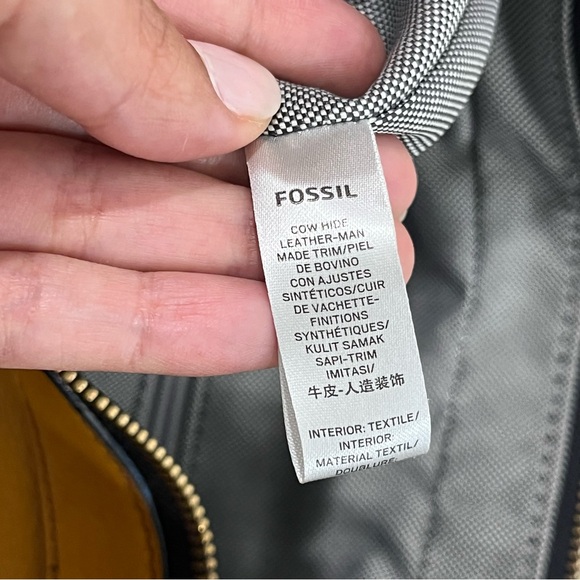 FOSSIL
COW HIDE
LEATHER-MAN
MADE TRIM/PIEL
DE BOVINO
CON AJUSTES
SINTÉTICOS/CUIR
DE VACHETTE-
FINITIONS
SYNTHÉTIQUES/
KULIT SAMAK
SAPI-TRIM
IMITASI/
牛皮-人造装饰
INTERIOR: TEXTILE/
INTERIOR:
MATERIAL TEXTIL/
DOUBLURE: